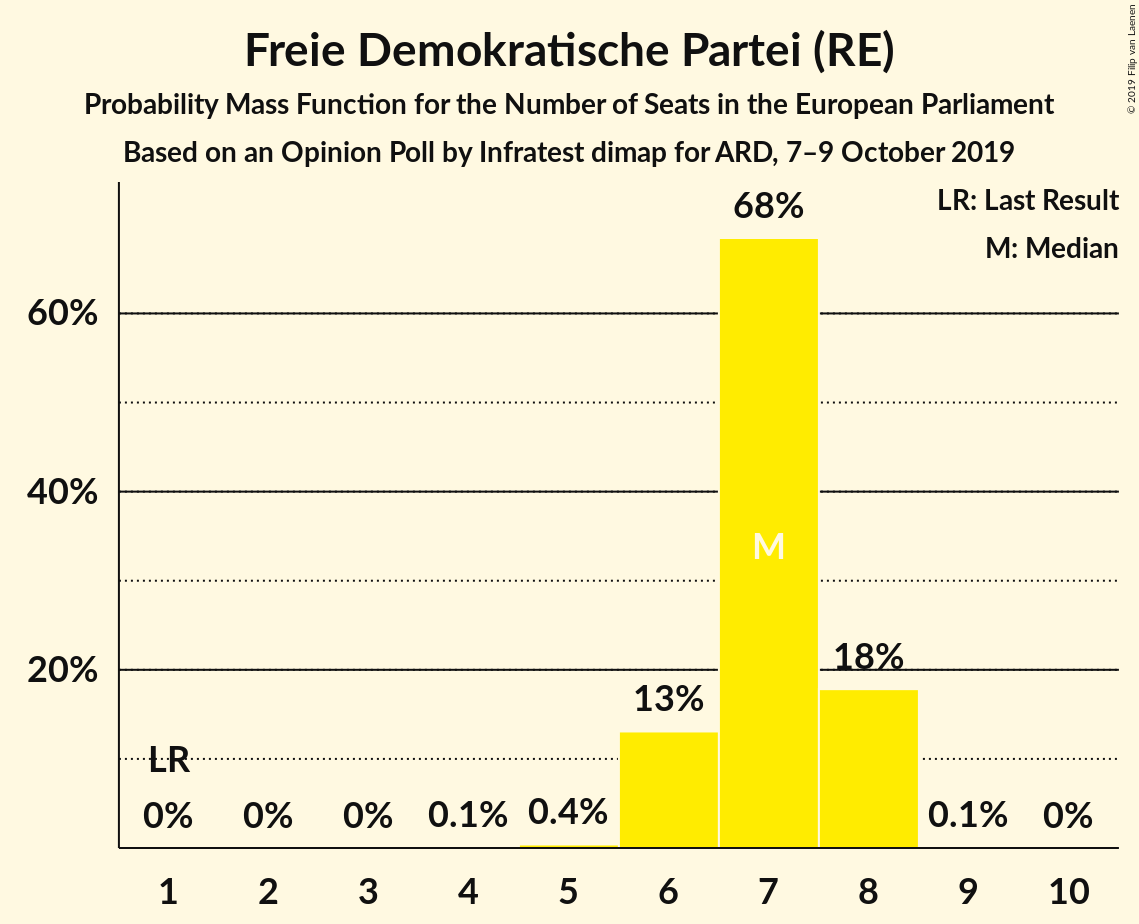 Freie Demokratische Partei (RE)
Probability Mass Function for the Number of Seats in the European Parliament
Based on an Opinion Poll by Infratest dimap for ARD, 7–9 October 2019
© 2019 Filip van Laenen
LR: Last Result
M: Median
68%
60%
40%
M
20%
18%
13%
LR
0%
0%
0%
0.1%
0.4%
0.1%
0%
1 2 3 4 5 6 7 8 9 10